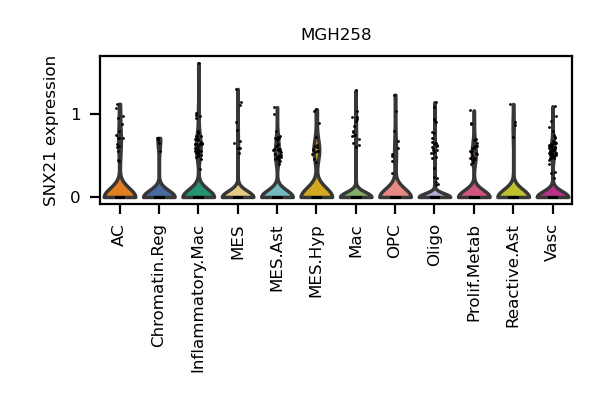 MGH258
SNX21 expression
1
0
AC
Chromatin.Reg
Inflammatory.Mac
MES
MES.Ast
MES.Hyp
Mac
OPC
Oligo
Prolif.Metab
Reactive.Ast
Vasc